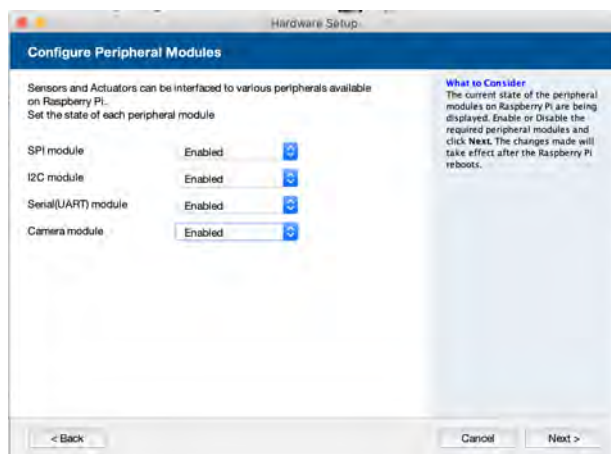 Hardware Setup
Configure Peripheral Modules
Sensors and Actuators can be interfaced to various peripherals available
on Raspberry Pi..
Set the state of each peripheral module
SPI module Enabled
I2C module Enabled
Serial(UART) module Enabled
Camera module Enabled
What to Consider
The current state of the peripheral
modules on Raspberry Pi are being
displayed. Enable or Disable the
required peripheral modules and
click Next. The changes made will
take effect after the Raspberry Pi
reboots.
< Back Cancel Next >